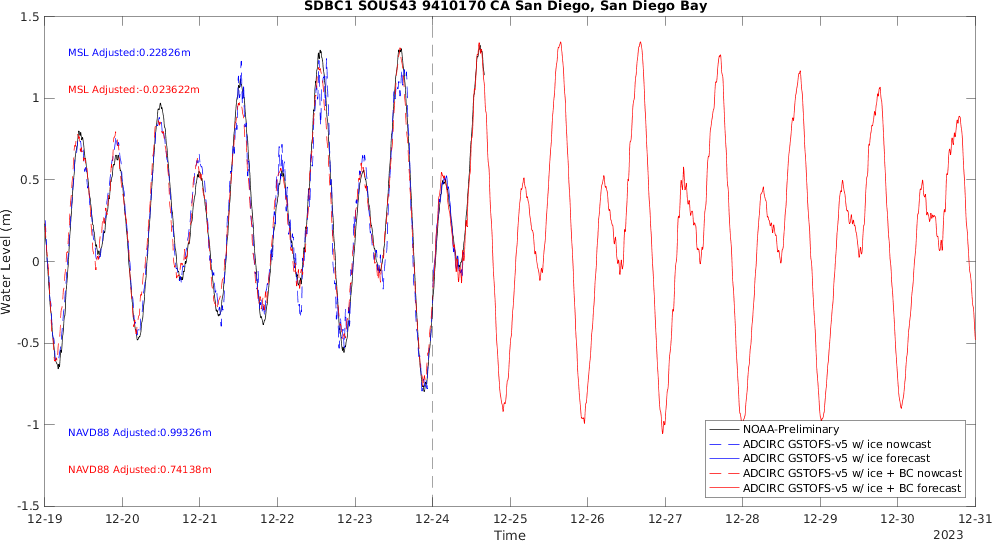 SDBC1 SOUS43 9410170 CA San Diego, San Diego Bay
1.5
1
0.5
0
-0.5
-1
-1.5
Water Level (m)
MSL Adjusted:0.22826m
MSL Adjusted:-0.023622m
NAVD88 Adjusted:0.99326m
NAVD88 Adjusted:0.74138m
NOAA-Preliminary
ADCIRC GSTOFS-v5 w/ ice nowcast
ADCIRC GSTOFS-v5 w/ ice forecast
ADCIRC GSTOFS-v5 w/ ice + BC nowcast
ADCIRC GSTOFS-v5 w/ ice + BC forecast
12-19 12-20 12-21 12-22 12-23 12-24 12-25 12-26 12-27 12-28 12-29 12-30 12-31
Time
2023